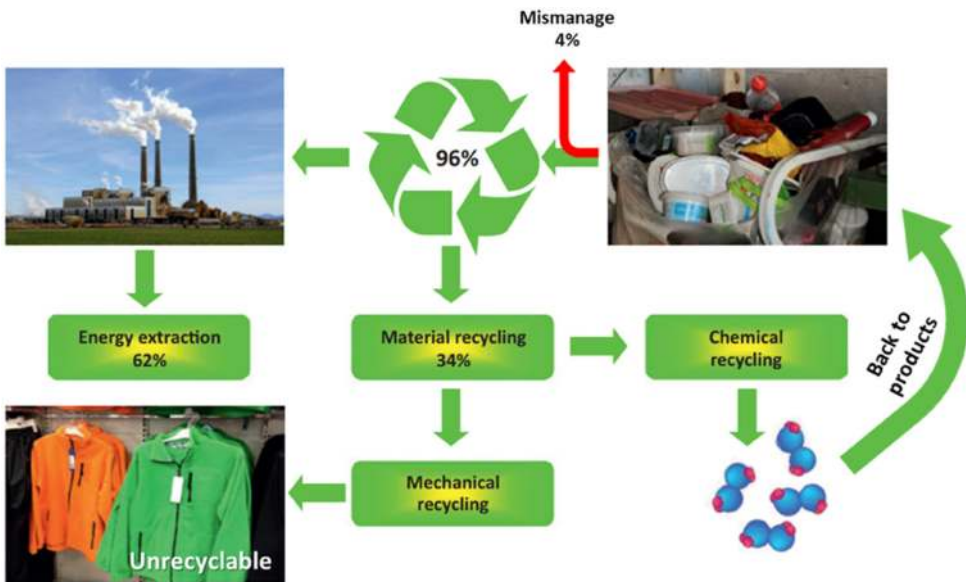 Mismanage
4%
96%
Energy extraction
62%
Material recycling
34%
Chemical
recycling
Back to
products
Mechanical
recycling
Unrecyclable